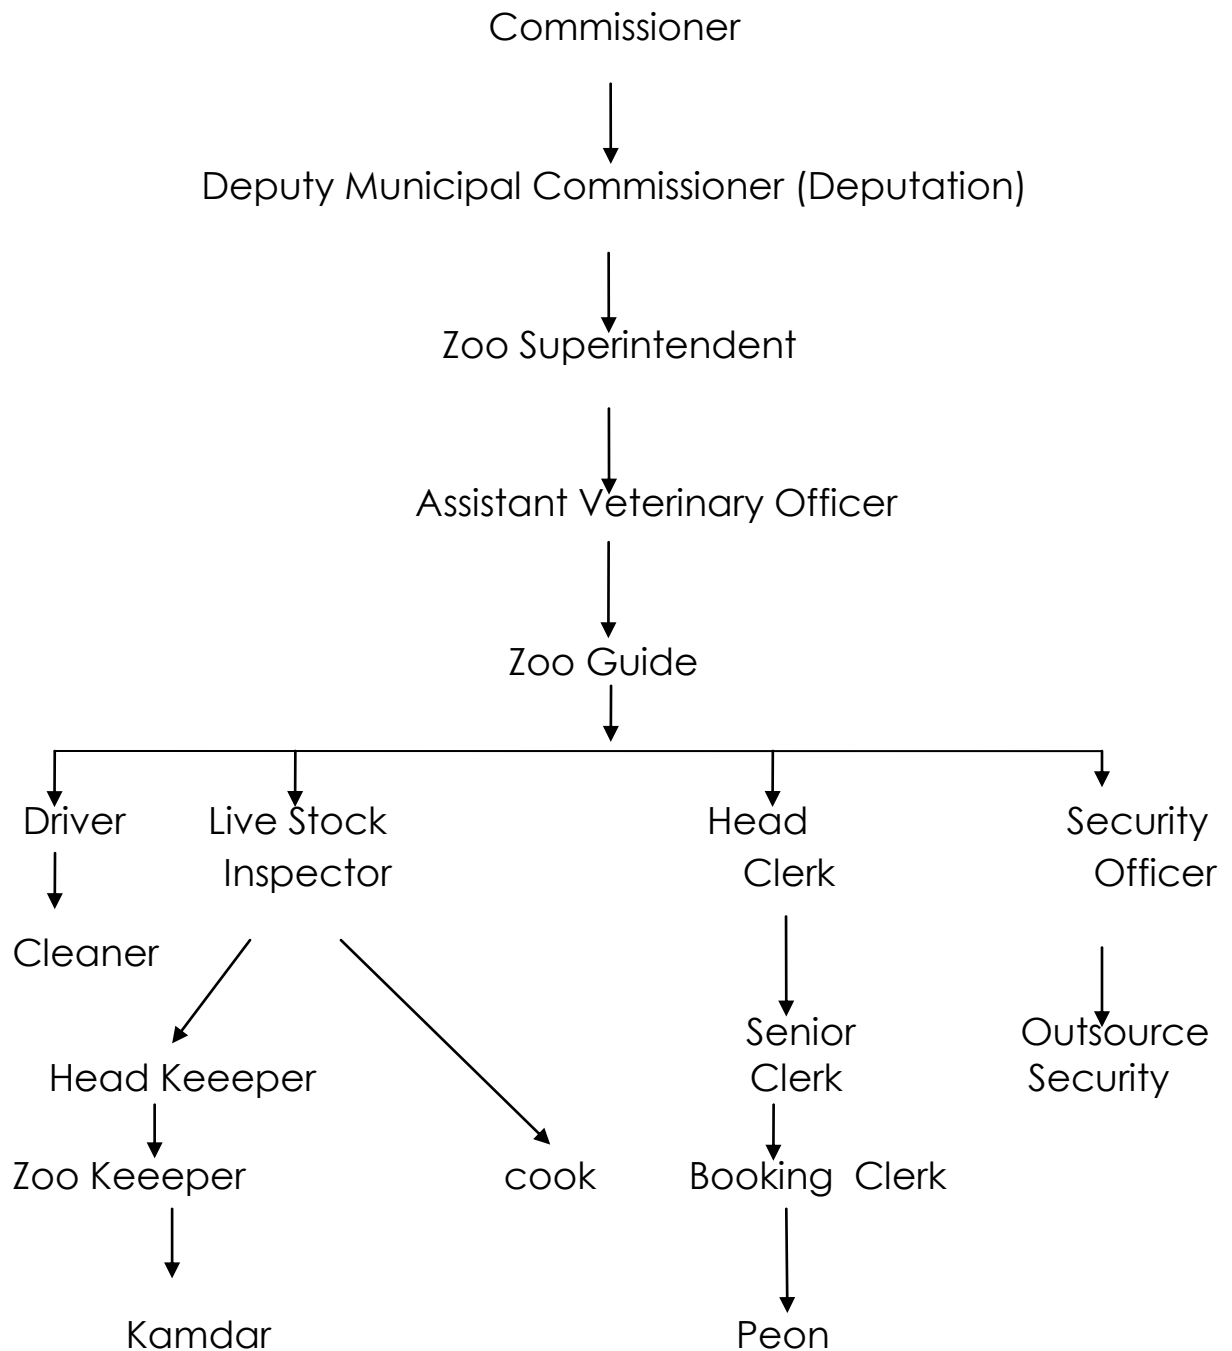 Commissioner
Deputy Municipal Commissioner (Deputation)
Zoo Superintendent
Assistant Veterinary Officer
Zoo Guide
Driver
Live Stock
Inspector
Head
Clerk
Security
Officer
Cleaner
Senior
Clerk
Outsource
Security
Head Keeeper
Zoo Keeeper
cook
Booking Clerk
Kamdar
Peon